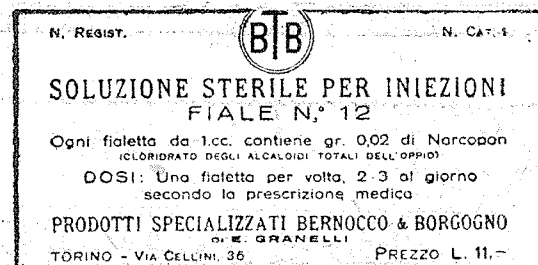 N. REGIST.
BTB
N. CAT. 1
SOLUZIONE STERILE PER INIEZIONI
FIALE N.° 12
Ogni fialetta da 1.cc. contiene gr. 0,02 di Narcopon
(CLORIDRATO DEGLI ALCALOIDI TOTALI DELL'OPPIO)
DOSI: Una fialetta per volta, 2-3 al giorno
secondo la prescrizione medica
PRODOTTI SPECIALIZZATI BERNOCCO & BORGOGNO
DI E. GRANELLI
TORINO - VIA CELLINI, 36
PREZZO L. 11,-